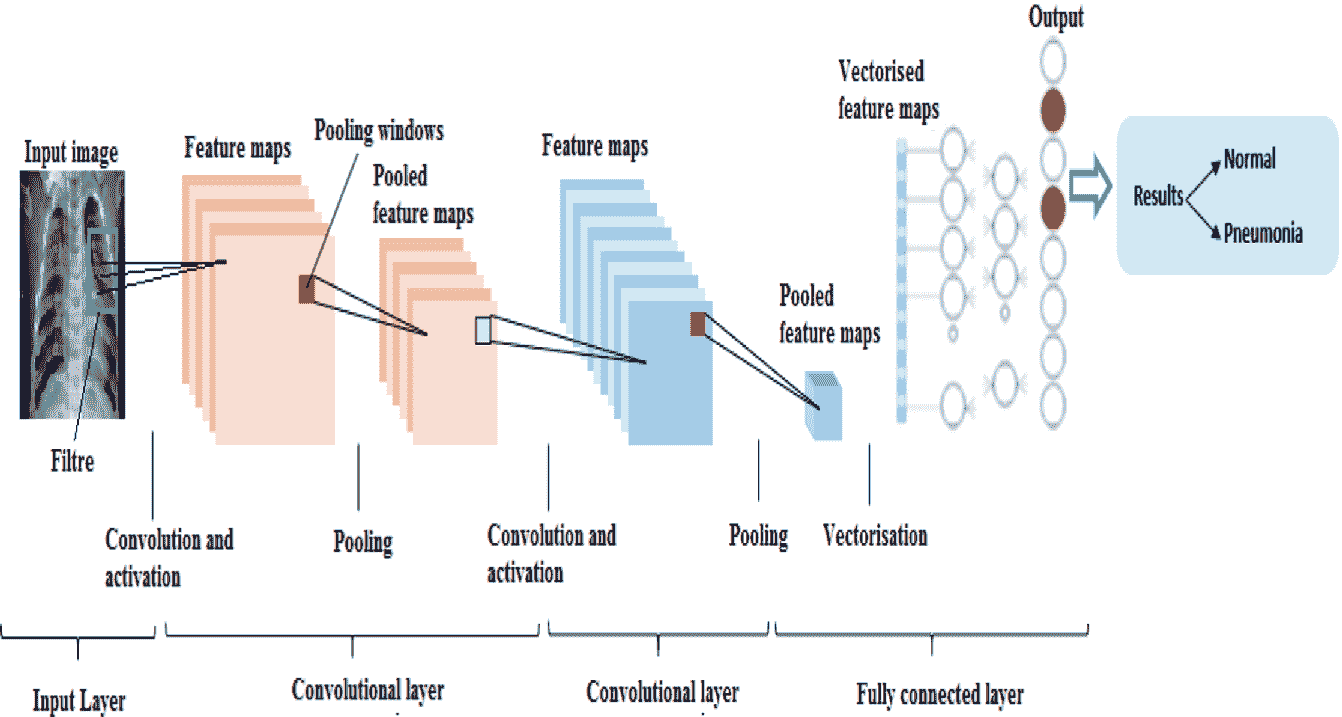 Output
Vectorised
feature maps
Pooling windows
Input image
Feature maps
Pooled
feature maps
Feature maps
Normal
Results
Pneumonia
Pooled
feature maps
Filtre
Convolution and
activation
Pooling
Convolution and
activation
Pooling
Vectorisation
Input Layer
Convolutional layer
Convolutional layer
Fully connected layer